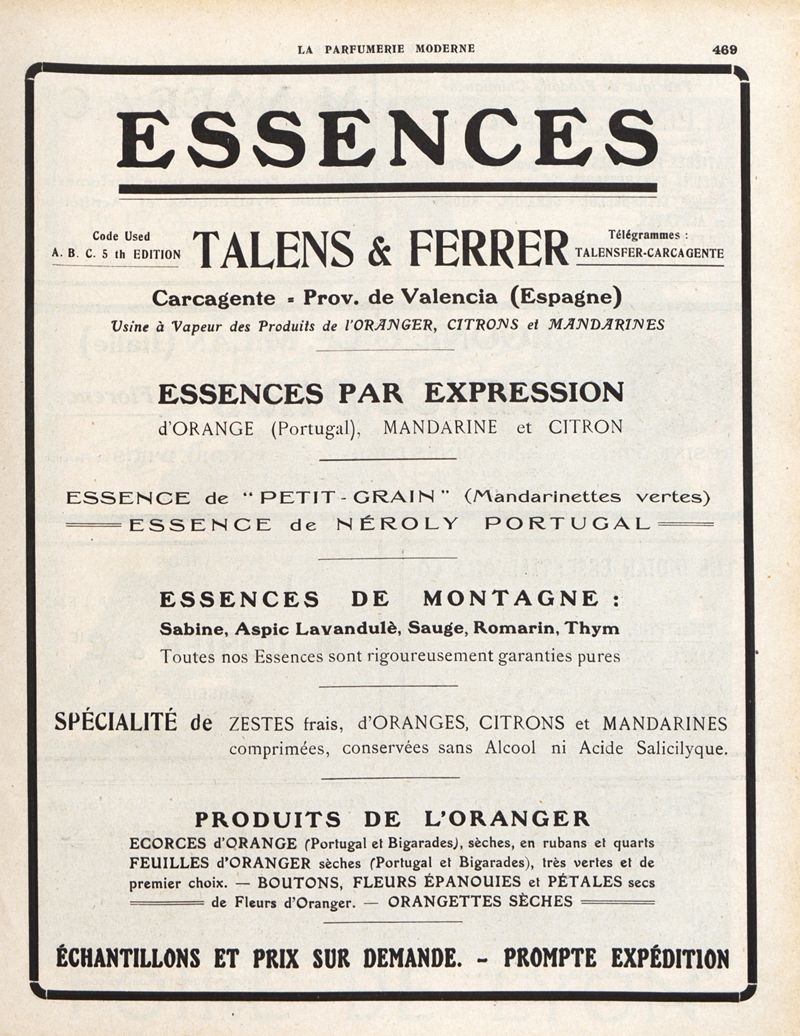 LA PARFUMERIE MODERNE
469
ESSENCES
Code Used
A. B. C. 5 th EDITION
TALENS & FERRER
Télégrammes :
TALENSFER-CARCAGENTE
Carcagente = Prov. de Valencia (Espagne)
Usine à Vapeur des Produits de l'ORANGER, CITRONS et MANDARINES
ESSENCES PAR EXPRESSION
d'ORANGE (Portugal), MANDARINE et CITRON
ESSENCE de "PETIT-GRAIN" (Mandarinettes vertes)
ESSENCE de NÉROLY PORTUGAL
ESSENCES DE MONTAGNE :
Sabine, Aspic Lavandulè, Sauge, Romarin, Thym
Toutes nos Essences sont rigoureusement garanties pures
SPÉCIALITÉ de ZESTES frais, d'ORANGES, CITRONS et MANDARINES
comprimées, conservées sans Alcool ni Acide Salicilyque.
PRODUITS DE L'ORANGER
ECORCES d'ORANGE (Portugal et Bigarades), sèches, en rubans et quarts
FEUILLES d'ORANGER sèches (Portugal et Bigarades), très vertes et de
premier choix. — BOUTONS, FLEURS ÉPANOUIES et PÉTALES secs
de Fleurs d'Oranger. — ORANGETTES SÈCHES
ÉCHANTILLONS ET PRIX SUR DEMANDE. - PROMPTE EXPÉDITION